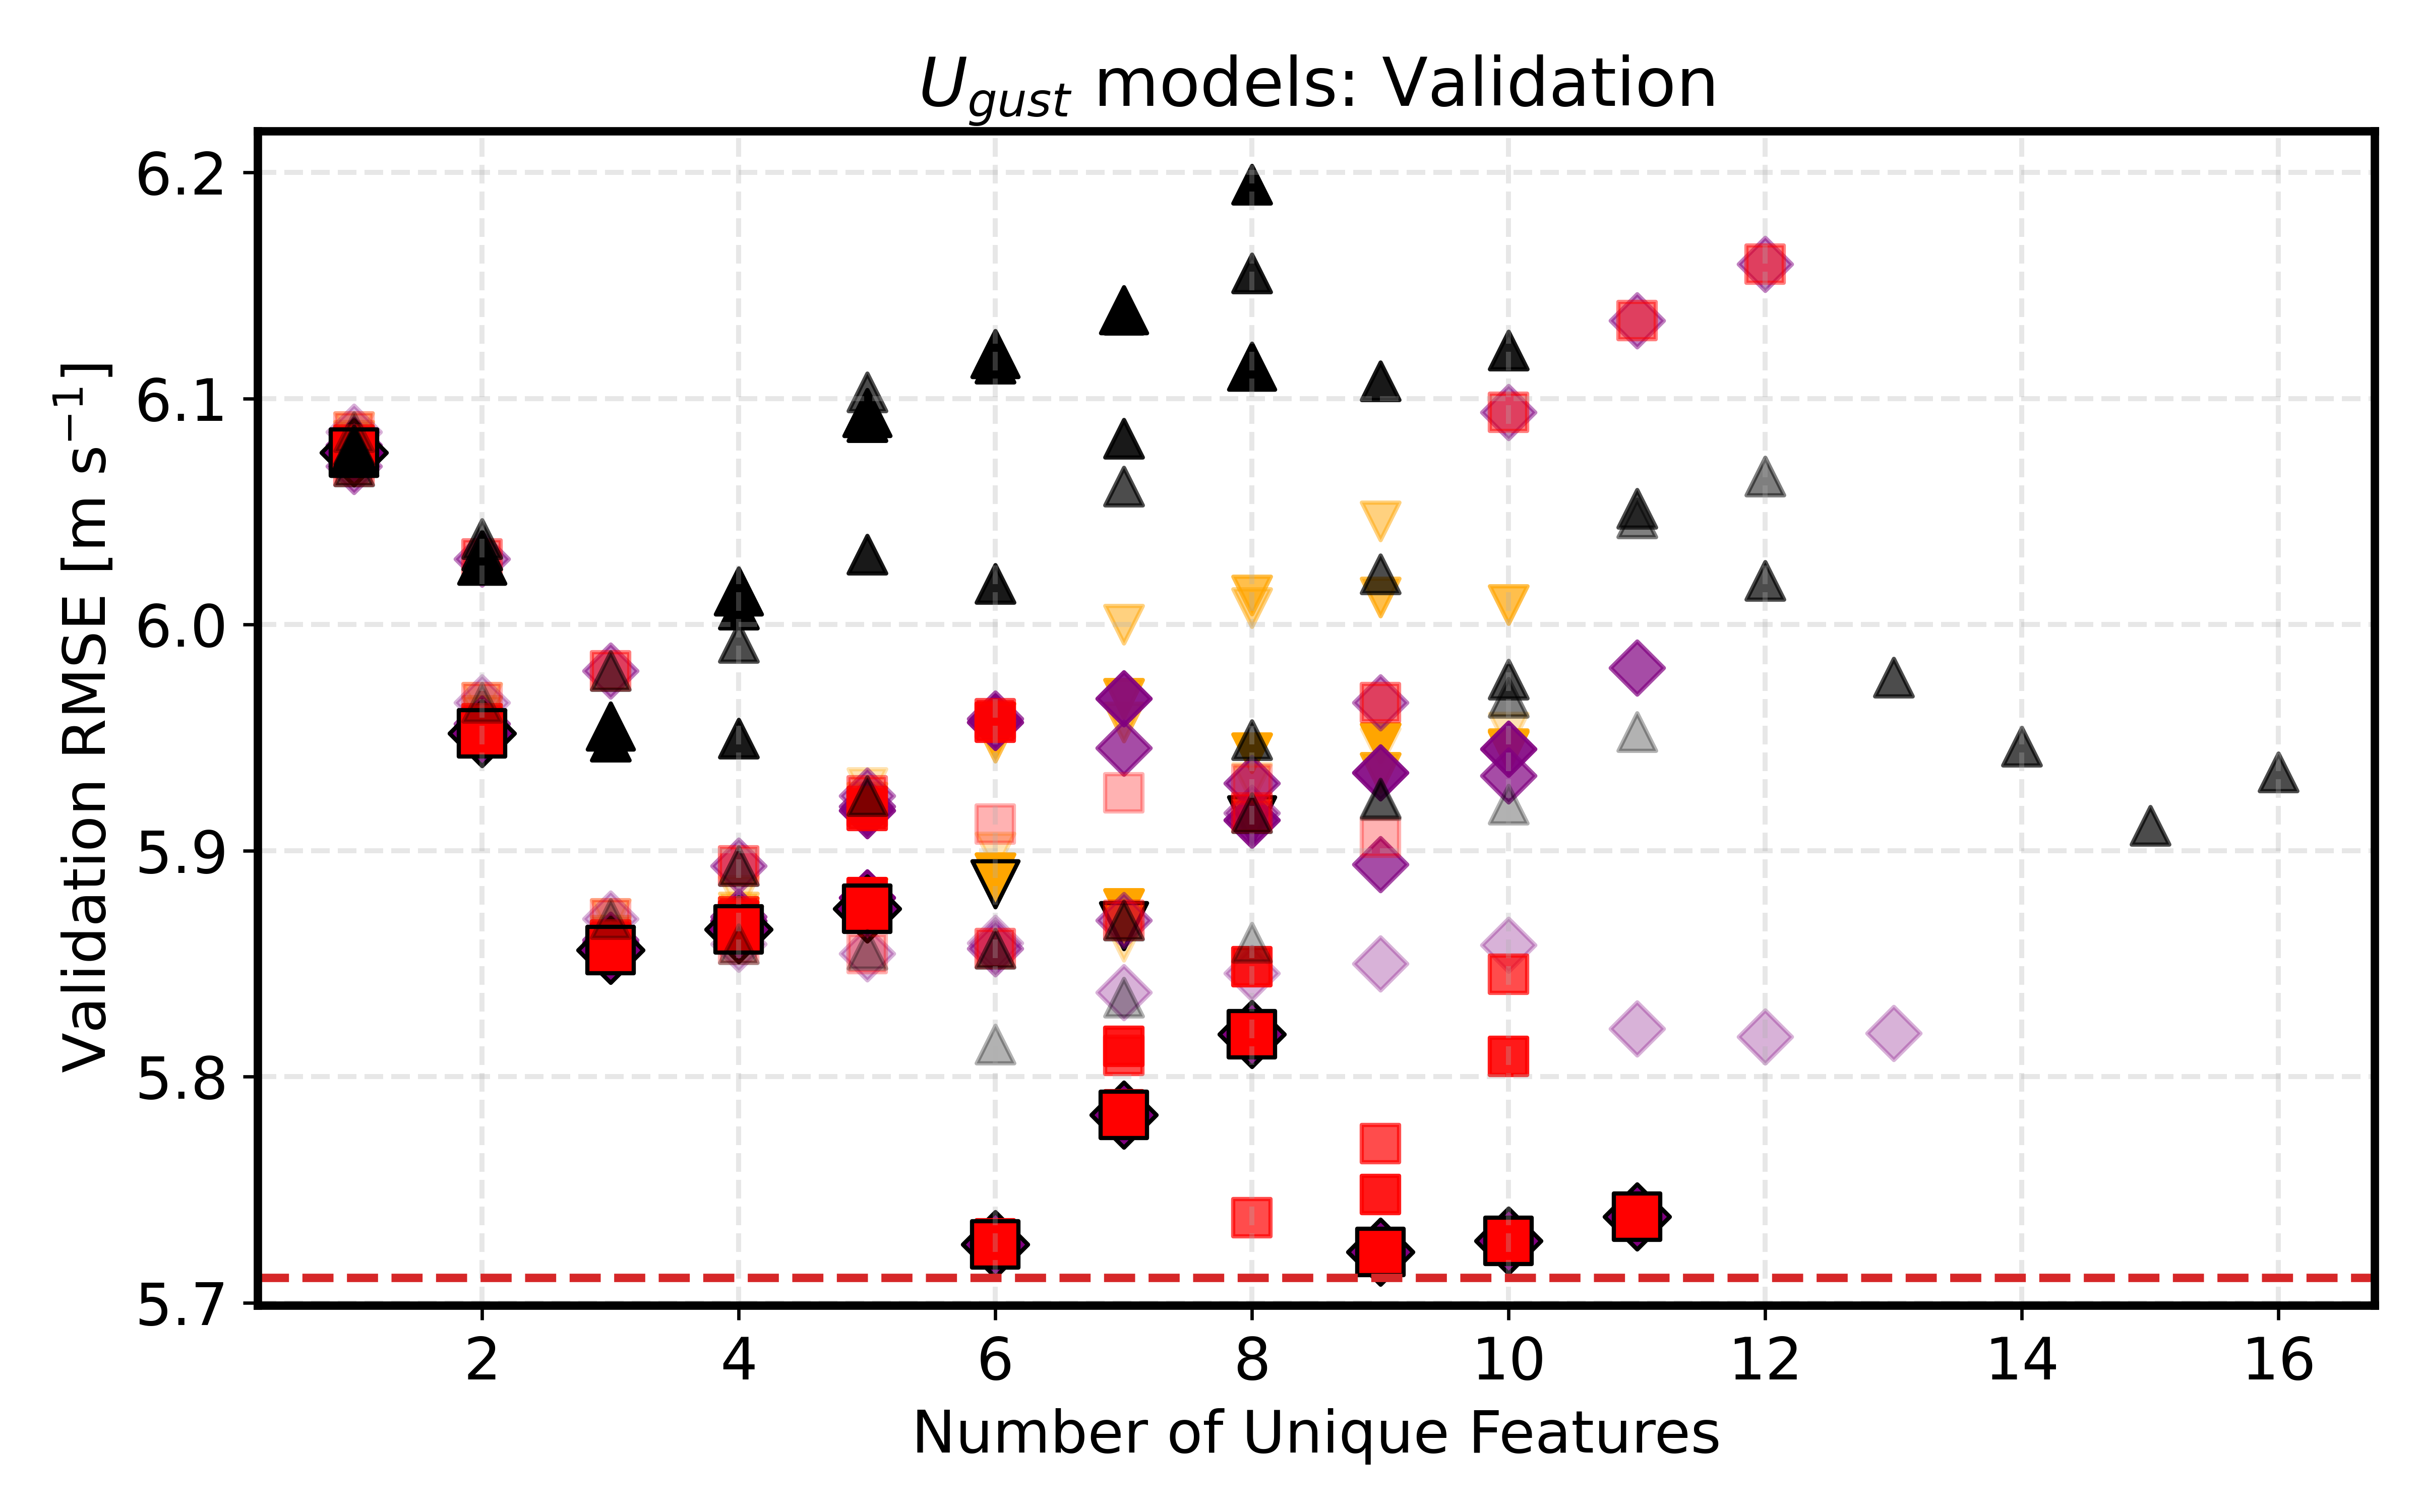 U_gust models: Validation
6.2
6.1
6.0
5.9
5.8
5.7
Validation RMSE [m s⁻¹]
2 4 6 8 10 12 14 16
Number of Unique Features